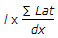 l x Σ Lat / dx